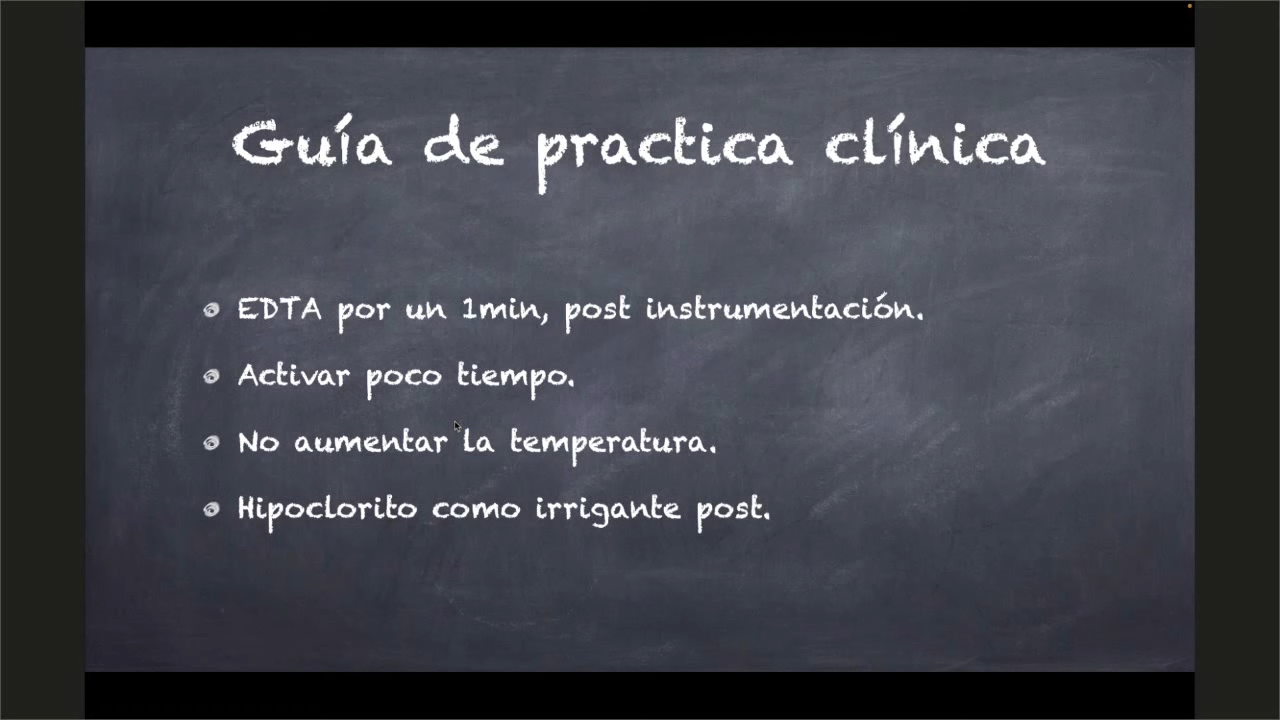 Guía de practica clínica
EDTA por un 1min, post instrumentación.
Activar poco tiempo.
No aumentar la temperatura.
Hipoclorito como irrigante post.